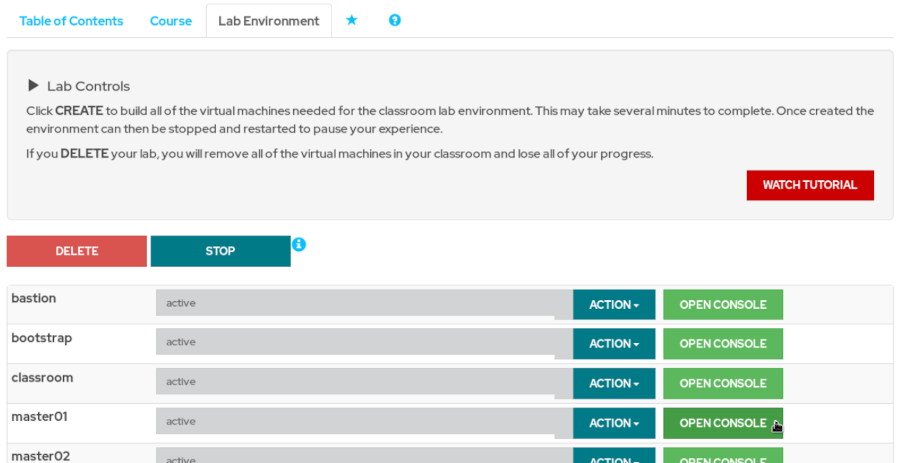 Table of Contents Course Lab Environment
Lab Controls
Click CREATE to build all of the virtual machines needed for the classroom lab environment. This may take several minutes to complete. Once created the
environment can then be stopped and restarted to pause your experience.
If you DELETE your lab, you will remove all of the virtual machines in your classroom and lose all of your progress.
WATCH TUTORIAL
DELETE STOP
bastion active ACTION OPEN CONSOLE
bootstrap active ACTION OPEN CONSOLE
classroom active ACTION OPEN CONSOLE
master01 active ACTION OPEN CONSOLE
master02 active ACTION OPEN CONSOLE